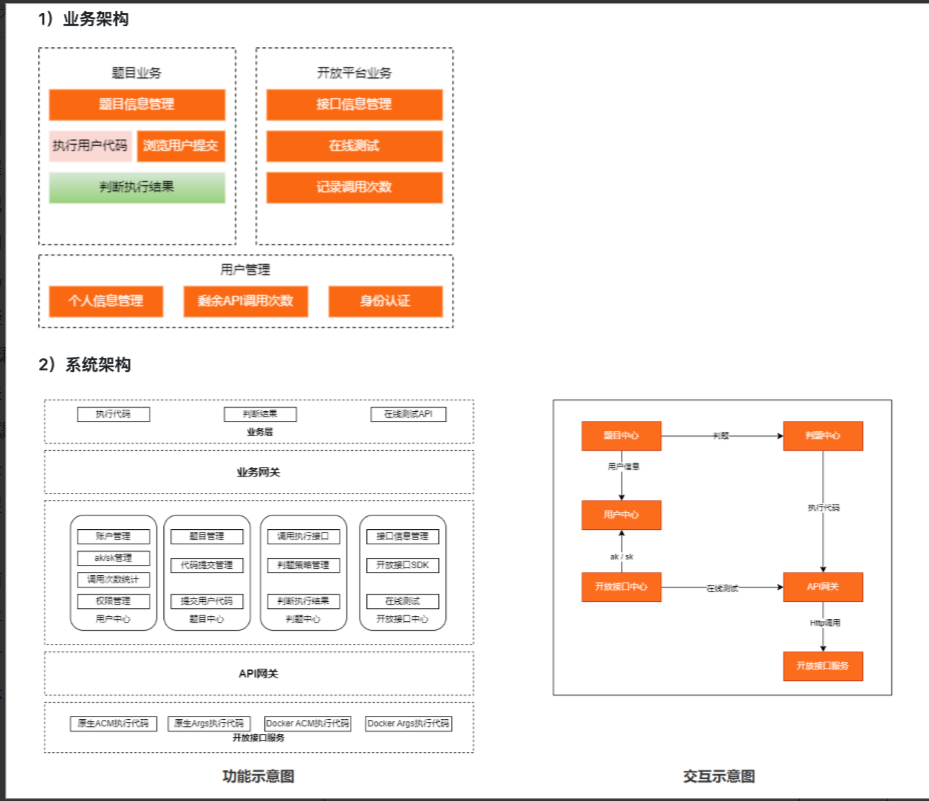 1）业务架构
题目业务
题目信息管理
执行用户代码
浏览用户提交
判断执行结果
开放平台业务
接口信息管理
在线测试
记录调用次数
用户管理
个人信息管理
剩余API调用次数
身份认证
2）系统架构
执行代码
判断结果
在线测试API
业务层
业务网关
账户管理
ak/sk管理
调用次数统计
权限管理
用户中心
题目管理
代码提交管理
提交用户代码
题目中心
调用执行接口
判题策略管理
判断执行结果
判题中心
接口信息管理
开放接口SDK
在线测试
开放接口中心
API网关
原生ACM执行代码
原生Args执行代码
Docker ACM执行代码
Docker Args执行代码
开放接口服务
功能示意图
题目中心
判题
判题中心
用户信息
用户中心
执行代码
ak / sk
开放接口中心
在线测试
API网关
Http调用
开放接口服务
交互示意图